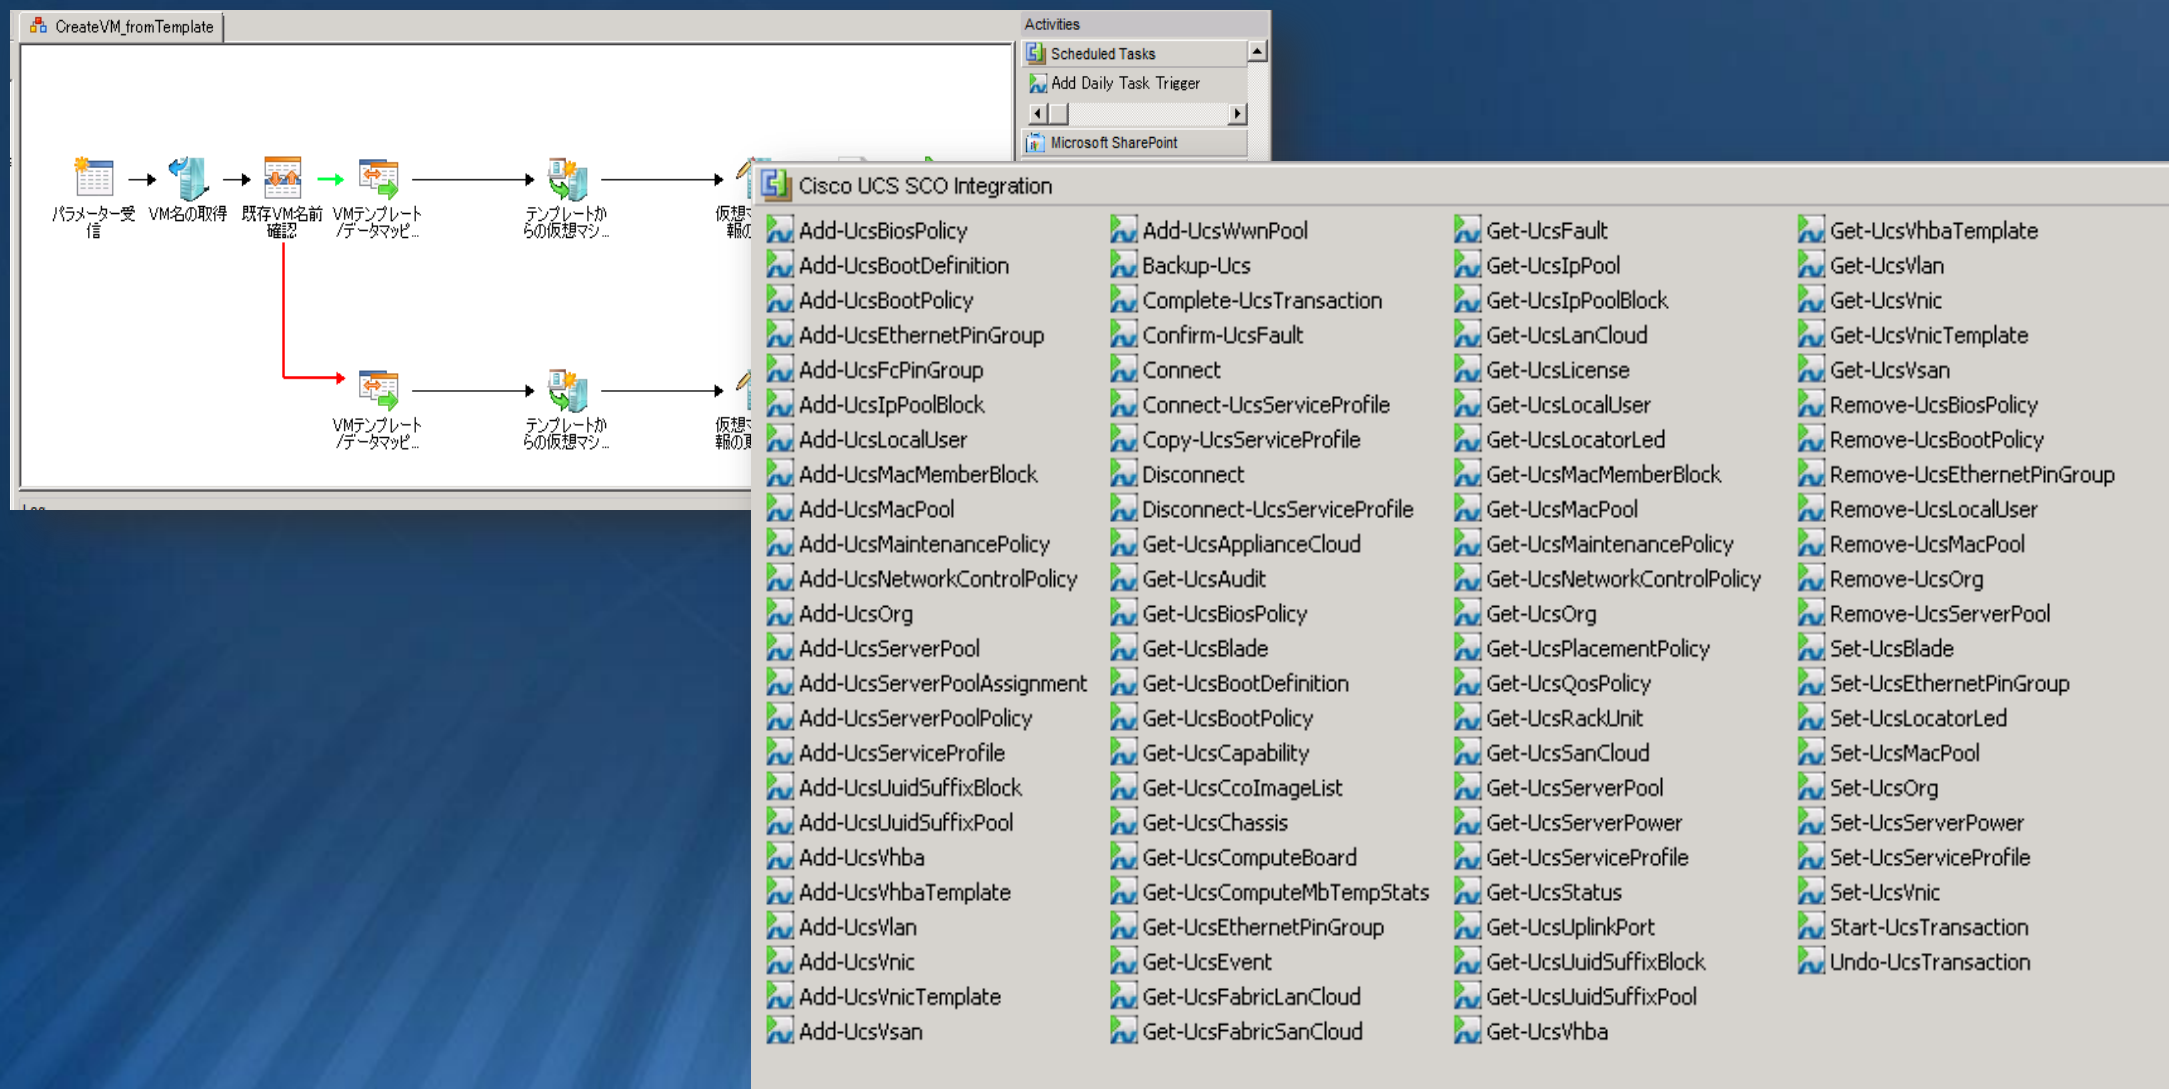 CreateVM_fromTemplate
Activities
Scheduled Tasks
Add Daily Task Trigger
Microsoft SharePoint
パラメーター受
信
VM名の取得
既存VM名前
確認
VMテンプレート
/データマッピ...
テンプレートか
らの仮想マシ...
仮想
報の
VMテンプレート
/データマッピ...
テンプレートか
らの仮想マシ...
仮想
報の
Cisco UCS SCO Integration
Add-UcsBiosPolicy
Add-UcsBootDefinition
Add-UcsBootPolicy
Add-UcsEthernetPinGroup
Add-UcsFcPinGroup
Add-UcsIpPoolBlock
Add-UcsLocalUser
Add-UcsMacMemberBlock
Add-UcsMacPool
Add-UcsMaintenancePolicy
Add-UcsNetworkControlPolicy
Add-UcsOrg
Add-UcsServerPool
Add-UcsServerPoolAssignment
Add-UcsServerPoolPolicy
Add-UcsServiceProfile
Add-UcsUuidSuffixBlock
Add-UcsUuidSuffixPool
Add-UcsVhba
Add-UcsVhbaTemplate
Add-UcsVlan
Add-UcsVnic
Add-UcsVnicTemplate
Add-UcsVsan
Add-UcsWwnPool
Backup-Ucs
Complete-UcsTransaction
Confirm-UcsFault
Connect
Connect-UcsServiceProfile
Copy-UcsServiceProfile
Disconnect
Disconnect-UcsServiceProfile
Get-UcsApplianceCloud
Get-UcsAudit
Get-UcsBiosPolicy
Get-UcsBlade
Get-UcsBootDefinition
Get-UcsBootPolicy
Get-UcsCapability
Get-UcsCcoImageList
Get-UcsChassis
Get-UcsComputeBoard
Get-UcsComputeMbTempStats
Get-UcsEthernetPinGroup
Get-UcsEvent
Get-UcsFabricLanCloud
Get-UcsFabricSanCloud
Get-UcsFault
Get-UcsIpPool
Get-UcsIpPoolBlock
Get-UcsLanCloud
Get-UcsLicense
Get-UcsLocalUser
Get-UcsLocatorLed
Get-UcsMacMemberBlock
Get-UcsMacPool
Get-UcsMaintenancePolicy
Get-UcsNetworkControlPolicy
Get-UcsOrg
Get-UcsPlacementPolicy
Get-UcsQosPolicy
Get-UcsRackUnit
Get-UcsSanCloud
Get-UcsServerPool
Get-UcsServerPower
Get-UcsServiceProfile
Get-UcsStatus
Get-UcsUplinkPort
Get-UcsUuidSuffixBlock
Get-UcsUuidSuffixPool
Get-UcsVhba
Get-UcsVhbaTemplate
Get-UcsVlan
Get-UcsVnic
Get-UcsVnicTemplate
Get-UcsVsan
Remove-UcsBiosPolicy
Remove-UcsBootPolicy
Remove-UcsEthernetPinGroup
Remove-UcsLocalUser
Remove-UcsMacPool
Remove-UcsOrg
Remove-UcsServerPool
Set-UcsBlade
Set-UcsEthernetPinGroup
Set-UcsLocatorLed
Set-UcsMacPool
Set-UcsOrg
Set-UcsServerPower
Set-UcsServiceProfile
Set-UcsVnic
Start-UcsTransaction
Undo-UcsTransaction